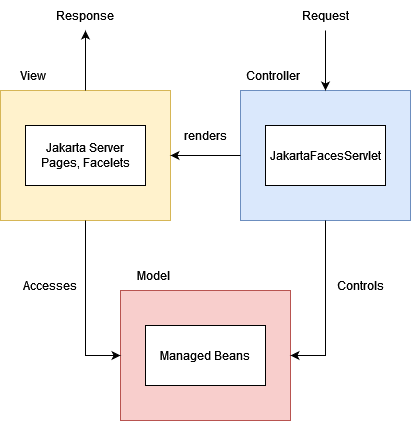 Response
Request
View
Controller
Jakarta Server
Pages, Facelets
renders
JakartaFacesServlet
Accesses
Model
Controls
Managed Beans